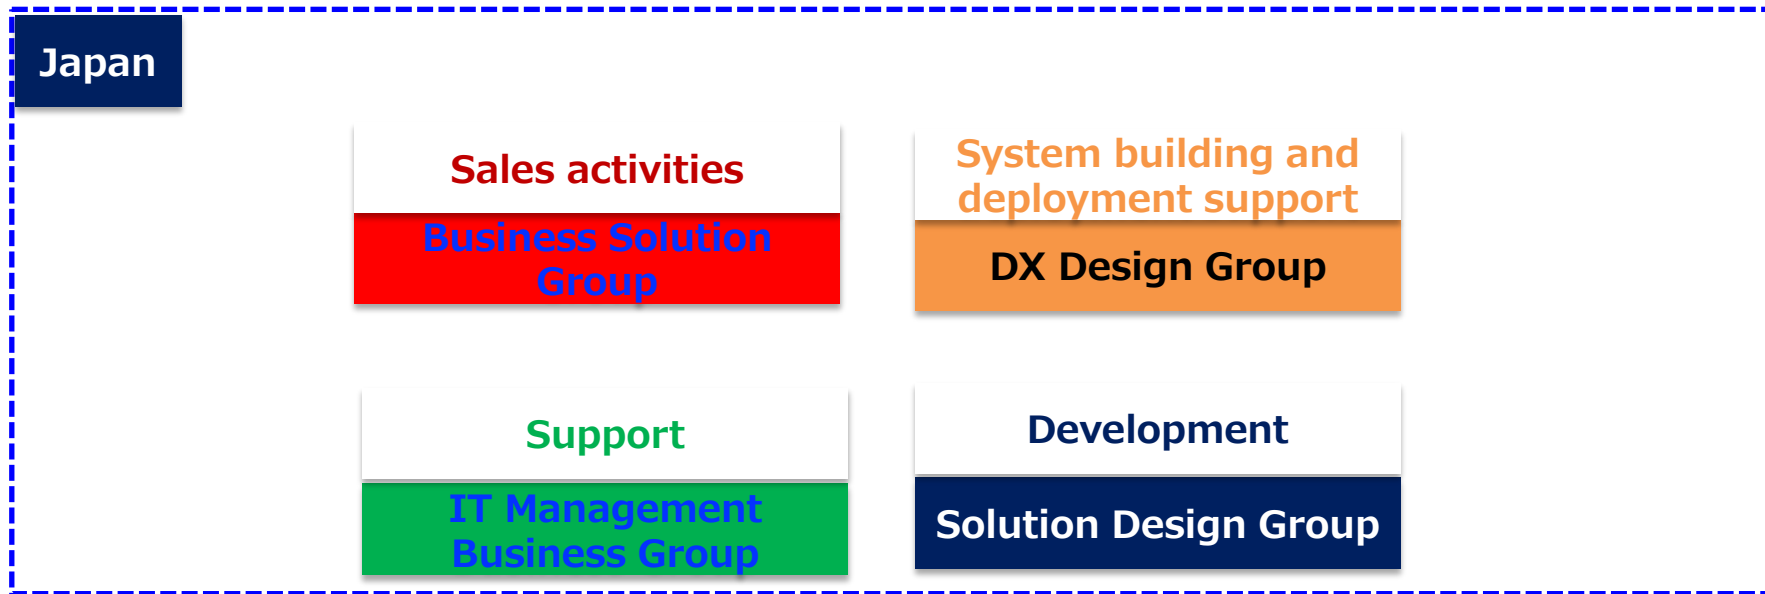 Japan
Sales activities
Business Solution
Group
System building and
deployment support
DX Design Group
Support
IT Management
Business Group
Development
Solution Design Group